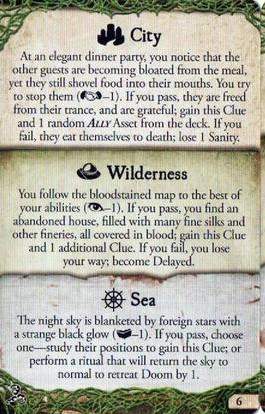 City
At an elegant dinner party, you notice that the
other guests are becoming bloated from the meal,
yet they still shovel food into their mouths. You try
to stop them (–1). If you pass, they are freed
from their trance, and are grateful; gain this Clue
and 1 random ALLY Asset from the deck. If you
fail, they eat themselves to death; lose 1 Sanity.
Wilderness
You follow the bloodstained map to the best of
your abilities (–1). If you pass, you find an
abandoned house, filled with many fine silks and
other fineries, all covered in blood; gain this Clue
and 1 additional Clue. If you fail, you lose
your way; become Delayed.
Sea
The night sky is blanketed by foreign stars with
a strange black glow (–1). If you pass, choose
one—study their positions to gain this Clue; or
perform a ritual that will return the sky to
normal to retreat Doom by 1.
6